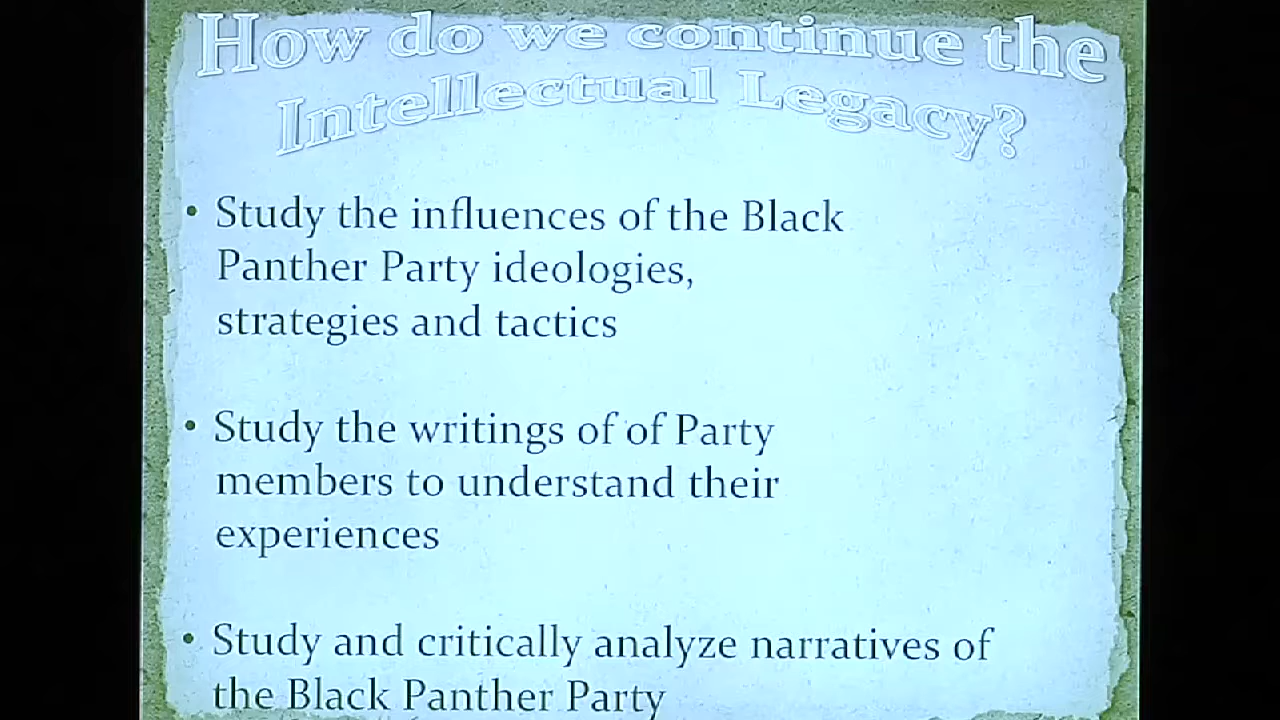 How do we continue the
Intellectual Legacy?
• Study the influences of the Black
Panther Party ideologies,
strategies and tactics
• Study the writings of of Party
members to understand their
experiences
• Study and critically analyze narratives of
the Black Panther Party